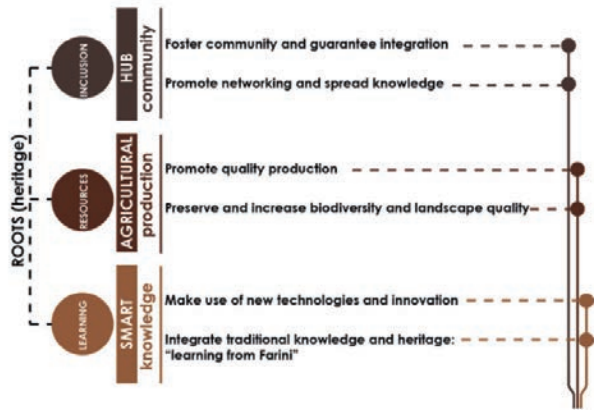 ROOTS (heritage)
INCLUSION
HUB
community
Foster community and guarantee integration
Promote networking and spread knowledge
RESOURCES
AGRICULTURAL
production
Promote quality production
Preserve and increase biodiversity and landscape quality
LEARNING
SMART
knowledge
Make use of new technologies and innovation
Integrate traditional knowledge and heritage:
"learning from Farini"